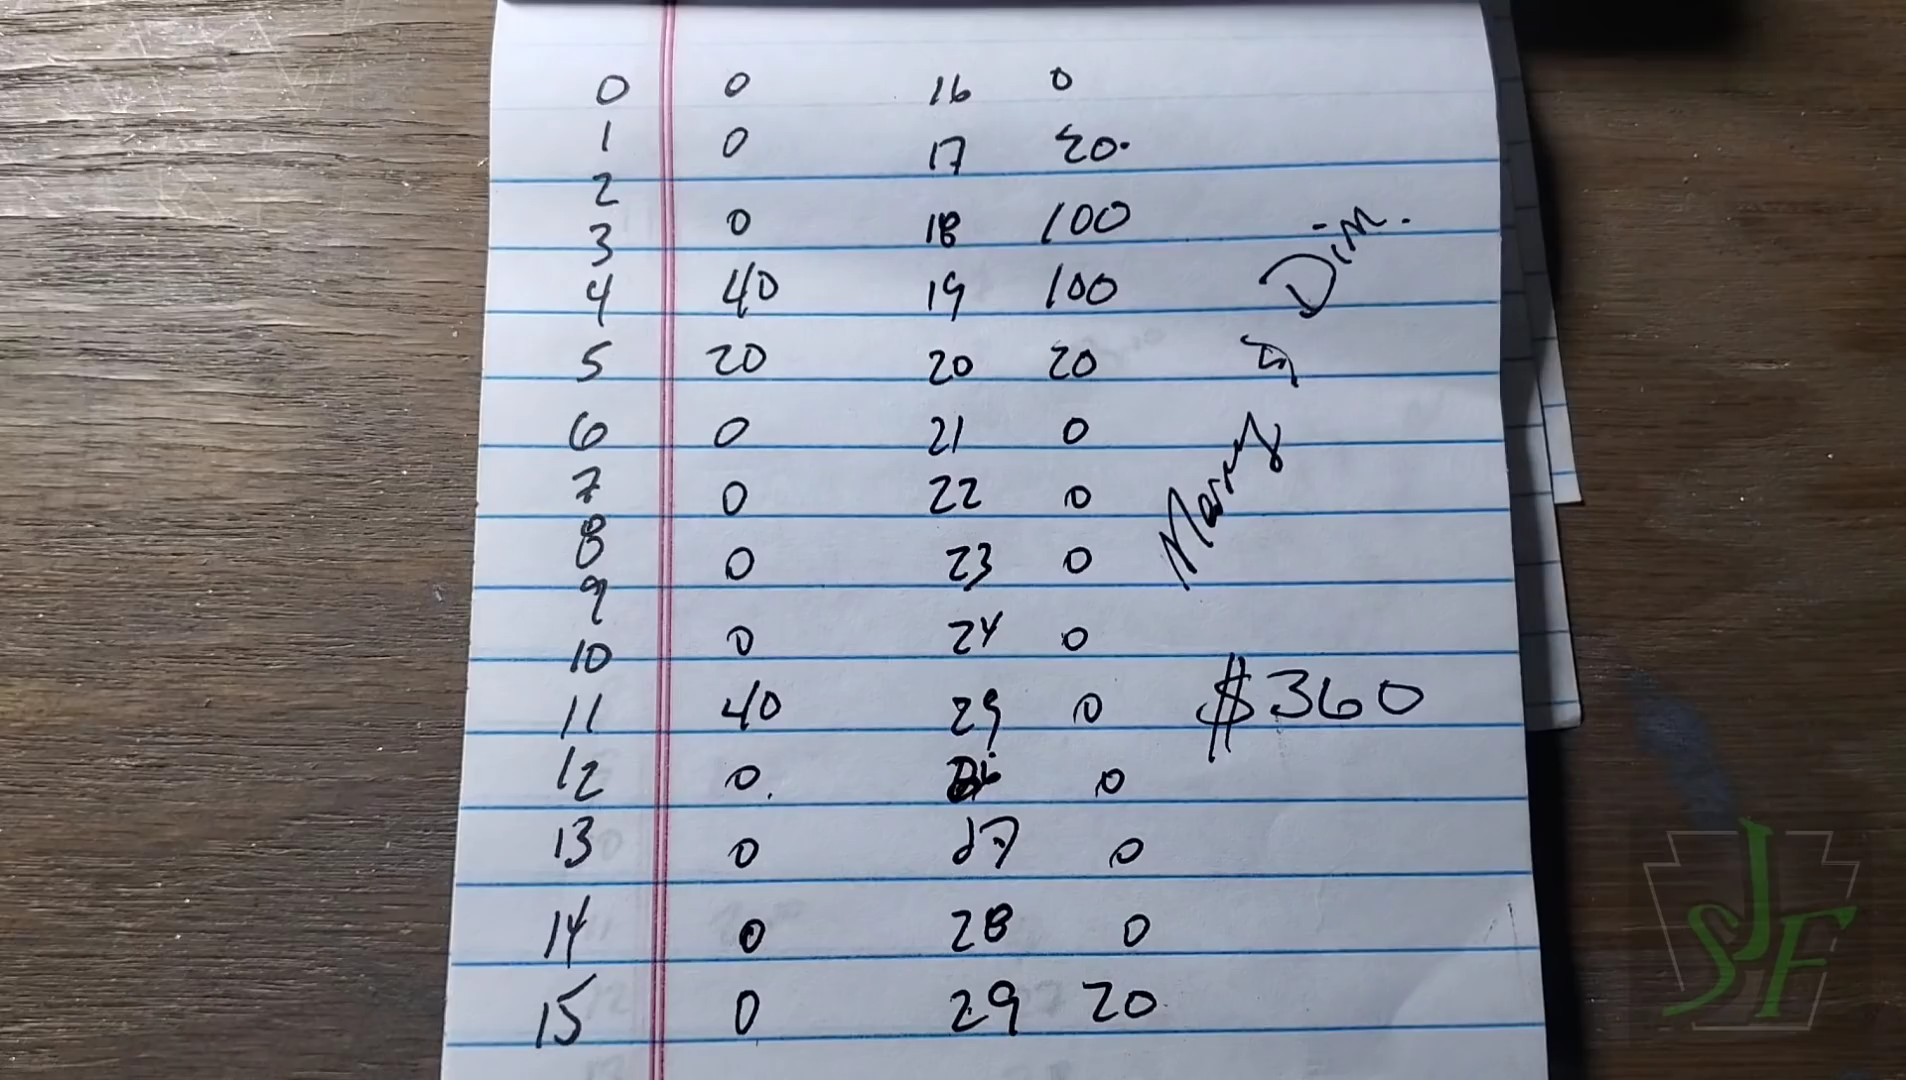 0 0 16 0
1 0 17 20.
2
3 0 18 100
4 40 19 100
5 20 20 20
6 0 21 0
7 0 22 0
8 0 23 0
9
10 0 24 0
11 40 29 0
12 0. 0
13 0 27 0
14 0 28 0
15 0 29 20
Dim.
Marry
$360
SJF